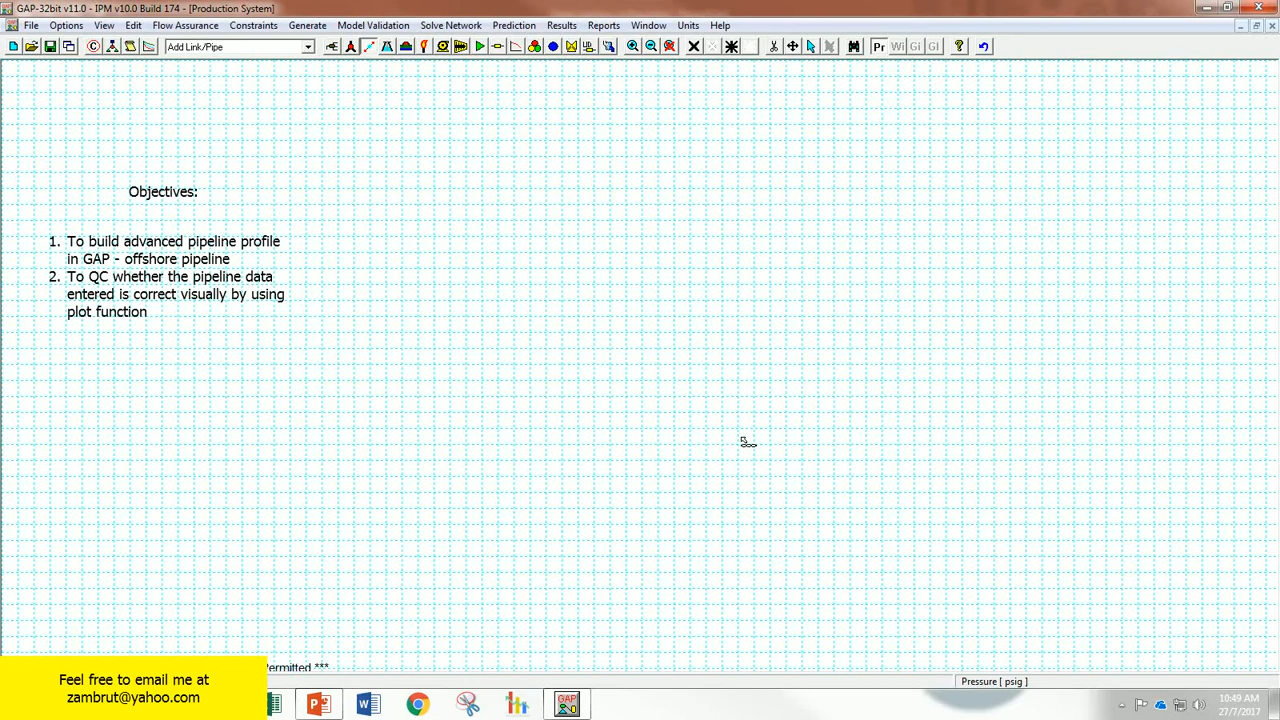 GAP-32bit v11.0 - IPM v10.0 Build 174 - [Production System]
File Options View Edit Flow Assurance Constraints Generate Model Validation Solve Network Prediction Results Reports Window Units Help
Add Link/Pipe
Pr Wi Gi Gl
Objectives:
1. To build advanced pipeline profile
in GAP - offshore pipeline
2. To QC whether the pipeline data
entered is correct visually by using
plot function
ermitted ***
Feel free to email me at
zambrut@yahoo.com
Pressure [ psig ]
GAP
10:49 AM
27/7/2017